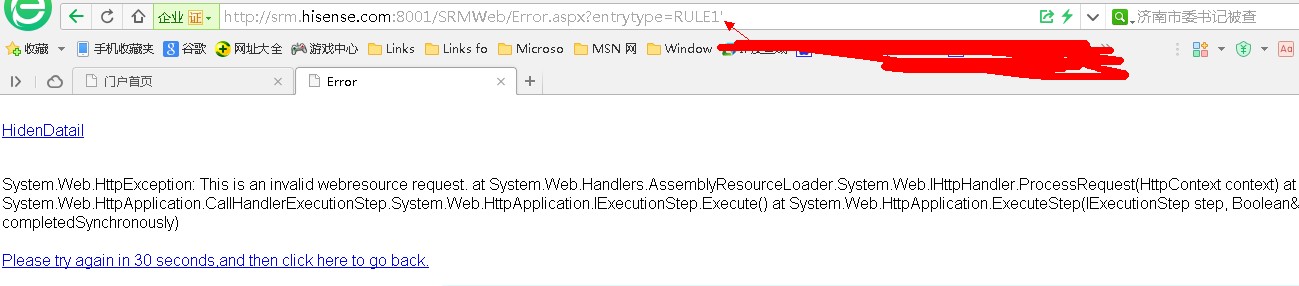 企业 证 http://srm.hisense.com:8001/SRMWeb/Error.aspx?entrytype=RULE1' 济南市委书记被查
收藏 手机收藏夹 谷歌 网址大全 游戏中心 Links Links fo Microso MSN 网 Window
门户首页 Error
HidenDatail
System.Web.HttpException: This is an invalid webresource request. at System.Web.Handlers.AssemblyResourceLoader.System.Web.IHttpHandler.ProcessRequest(HttpContext context) at
System.Web.HttpApplication.CallHandlerExecutionStep.System.Web.HttpApplication.IExecutionStep.Execute() at System.Web.HttpApplication.ExecuteStep(IExecutionStep step, Boolean&
completedSynchronously)
Please try again in 30 seconds,and then click here to go back.